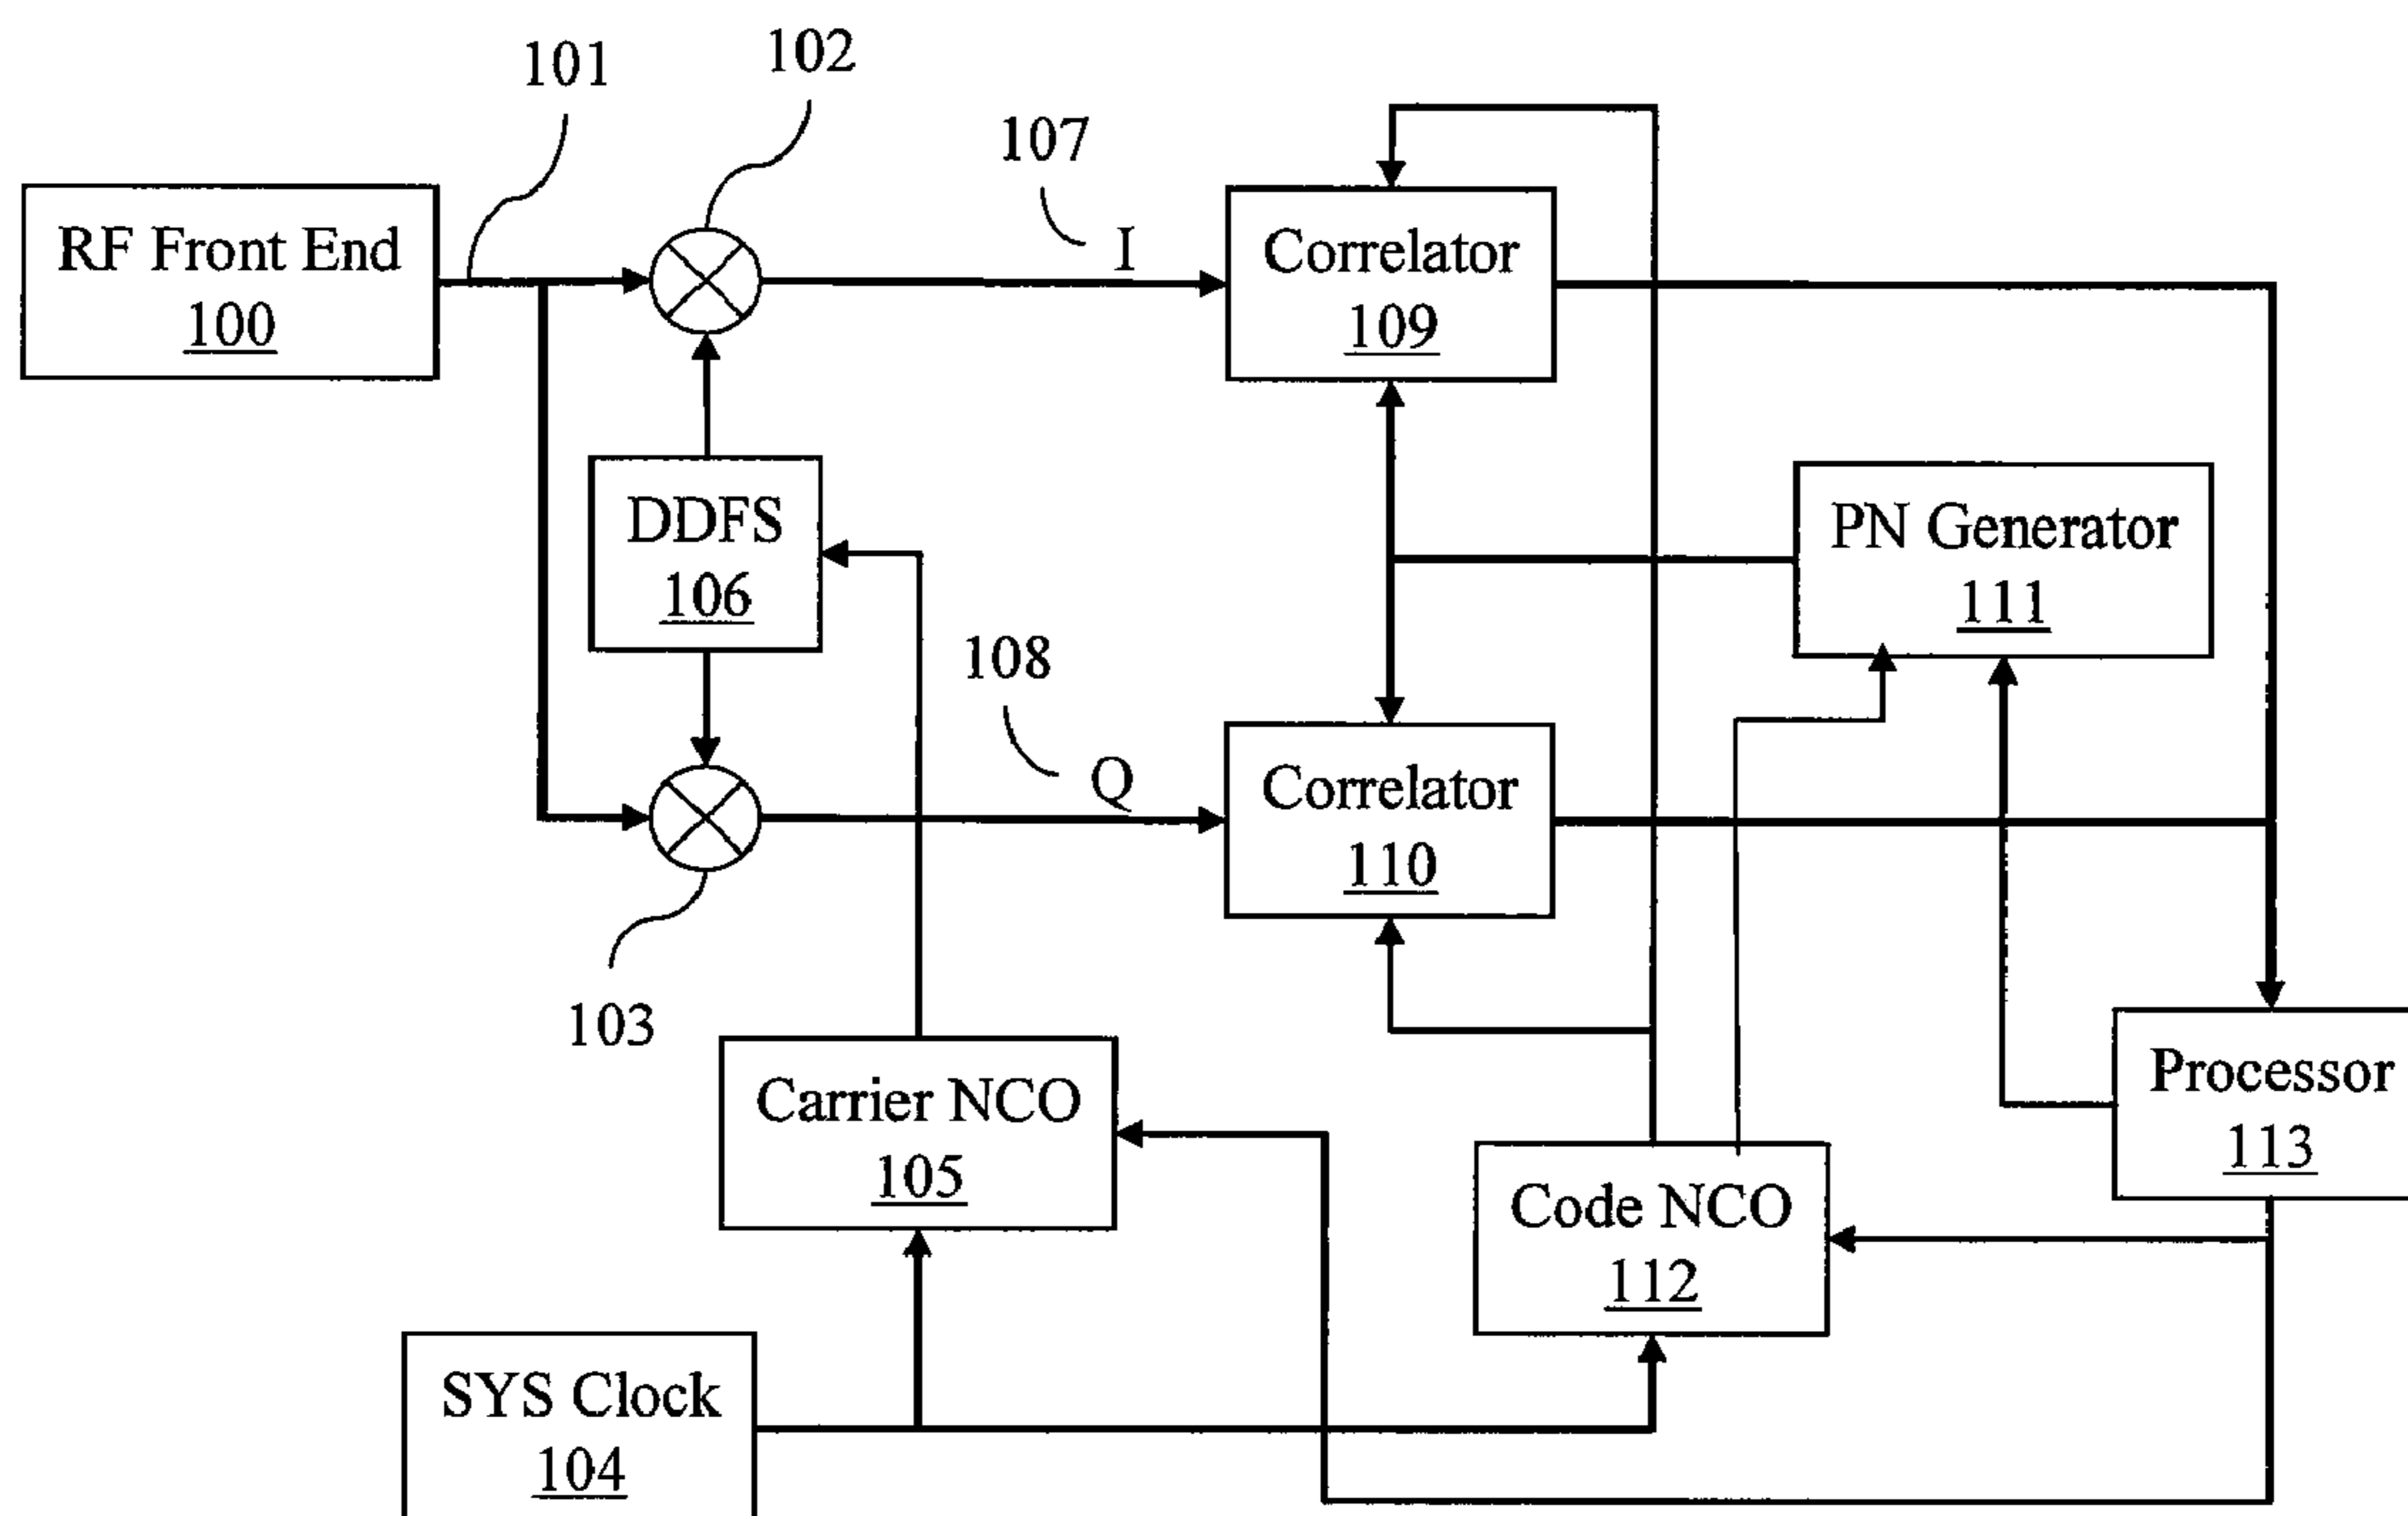 101
102
107
RF Front End
100
I
Correlator
109
DDFS
106
PN Generator
111
108
Q
Correlator
110
103
Carrier NCO
105
Processor
113
Code NCO
112
SYS Clock
104